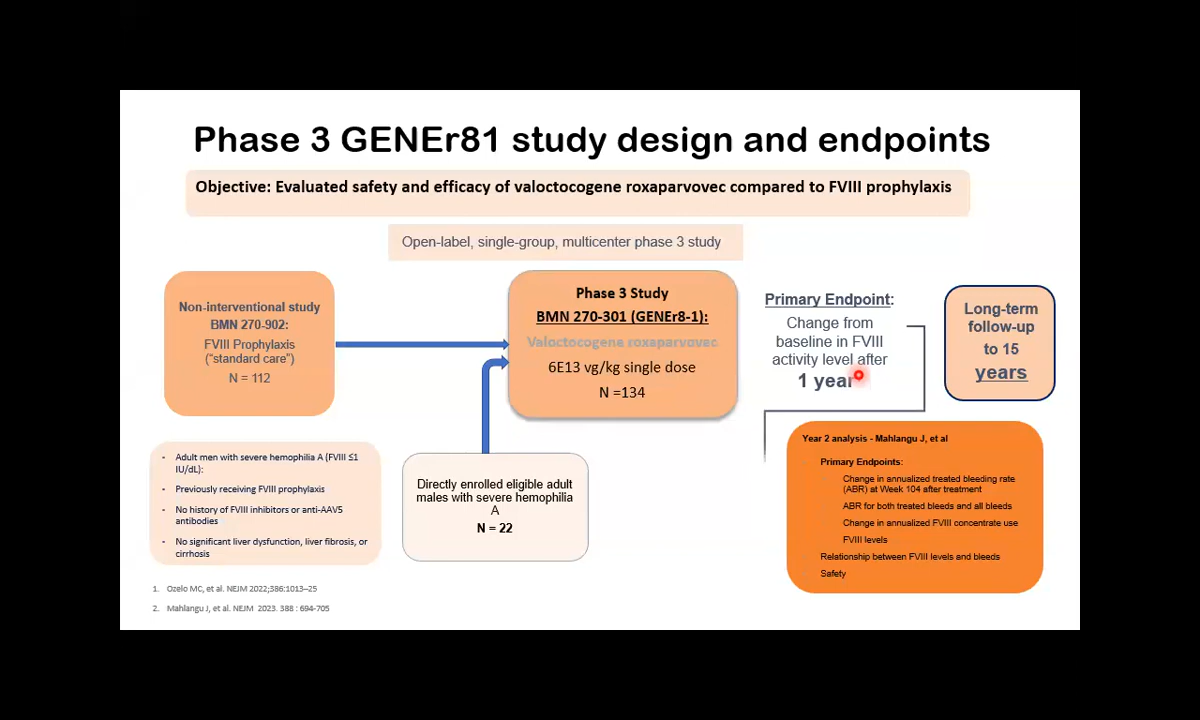 Phase 3 GENEr81 study design and endpoints
Objective: Evaluated safety and efficacy of valoctocogene roxaparvovec compared to FVIII prophylaxis
Open-label, single-group, multicenter phase 3 study
Non-interventional study
BMN 270-902:
FVIII Prophylaxis
("standard care")
N = 112
Phase 3 Study
BMN 270-301 (GENEr8-1):
Valoctocogene roxaparvovec
6E13 vg/kg single dose
N =134
Primary Endpoint:
Change from
baseline in FVIII
activity level after
1 year
Long-term
follow-up
to 15
years
- Adult men with severe hemophilia A (FVIII ≤1
IU/dL):
- Previously receiving FVIII prophylaxis
- No history of FVIII inhibitors or anti-AAV5
antibodies
- No significant liver dysfunction, liver fibrosis, or
cirrhosis
Directly enrolled eligible adult
males with severe hemophilia
A
N = 22
Year 2 analysis - Mahlangu J, et al
Primary Endpoints:
Change in annualized treated bleeding rate
(ABR) at Week 104 after treatment
ABR for both treated bleeds and all bleeds
Change in annualized FVIII concentrate use
FVIII levels
Relationship between FVIII levels and bleeds
Safety
1. Ozelo MC, et al. NEJM 2022;386:1013–25
2. Mahlangu J, et al. NEJM 2023. 388 : 694-705